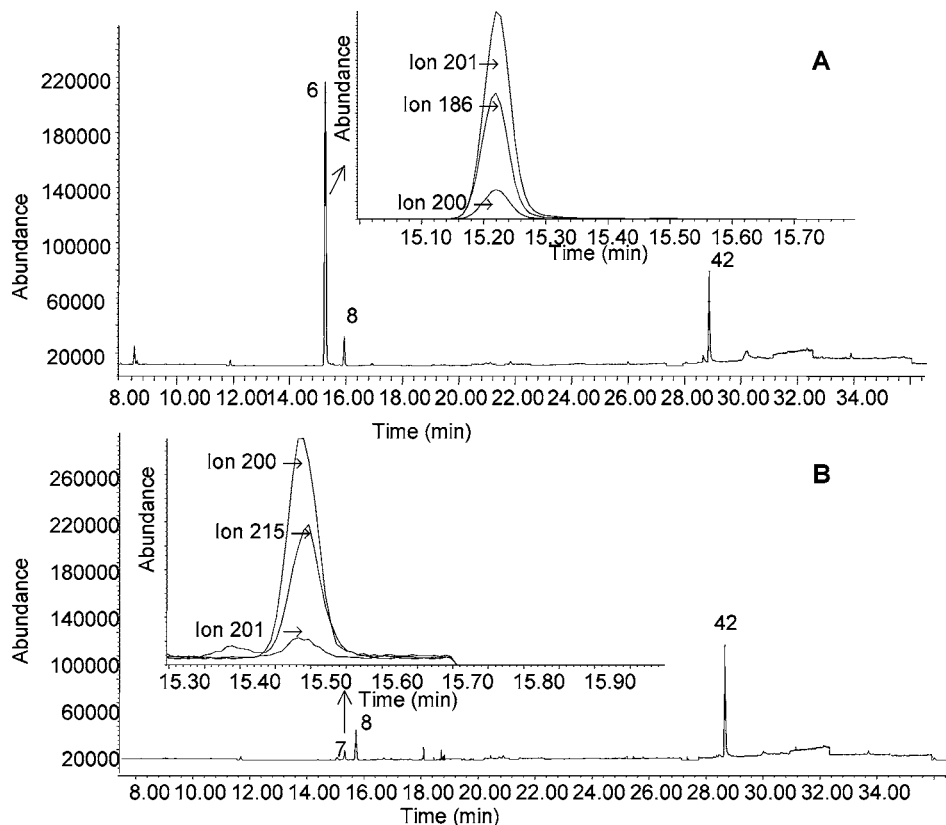 A
Abundance
220000
180000
140000
100000
60000
20000
6
8
42
Abundance
Ion 201
Ion 186
Ion 200
15.10 15.20 15.30 15.40 15.50 15.60 15.70
Time (min)
8.00 10.00 12.00 14.00 16.00 18.00 20.00 22.00 24.00 26.00 28.00 30.00 32.00 34.00
Time (min)
B
Abundance
260000
220000
180000
140000
100000
60000
20000
Abundance
Ion 200
Ion 215
Ion 201
15.30 15.40 15.50 15.60 15.70 15.80 15.90
Time (min)
7
8
42
8.00 10.00 12.00 14.00 16.00 18.00 20.00 22.00 24.00 26.00 28.00 30.00 32.00 34.00
Time (min)